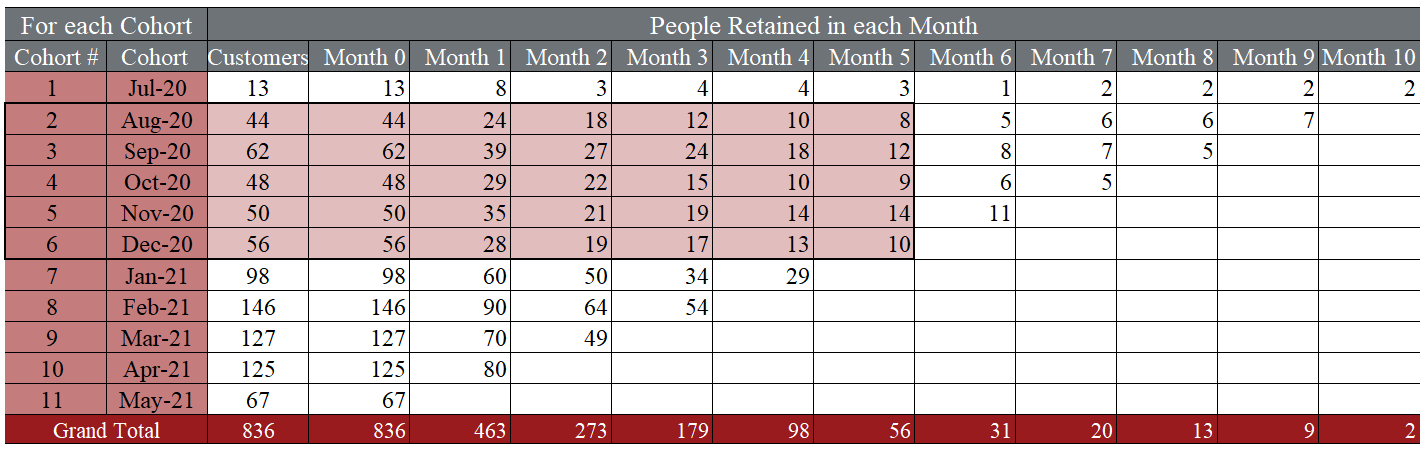 For each Cohort People Retained in each Month
Cohort # Cohort Customers Month 0 Month 1 Month 2 Month 3 Month 4 Month 5 Month 6 Month 7 Month 8 Month 9 Month 10
1 Jul-20 13 13 8 3 4 4 3 1 2 2 2 2
2 Aug-20 44 44 24 18 12 10 8 5 6 6 7
3 Sep-20 62 62 39 27 24 18 12 8 7 5
4 Oct-20 48 48 29 22 15 10 9 6 5
5 Nov-20 50 50 35 21 19 14 14 11
6 Dec-20 56 56 28 19 17 13 10
7 Jan-21 98 98 60 50 34 29
8 Feb-21 146 146 90 64 54
9 Mar-21 127 127 70 49
10 Apr-21 125 125 80
11 May-21 67 67
Grand Total 836 836 463 273 179 98 56 31 20 13 9 2